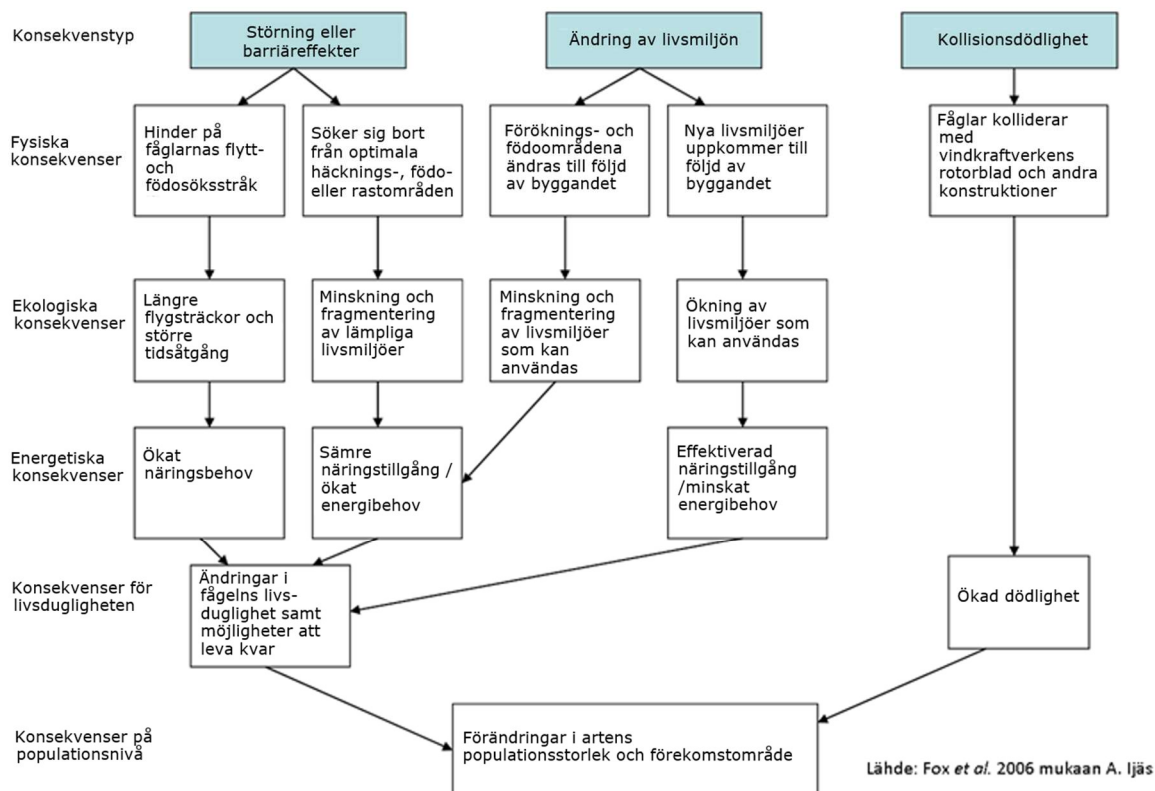 Konsekvenstyp
Störning eller
barriäreffekter
Ändring av livsmiljön
Kollisionsdödlighet
Fysiska
konsekvenser
Hinder på
fåglarnas flytt-
och
födosöksstråk
Söker sig bort
från optimala
häcknings-, födo-
eller rastområden
Föröknings- och
födoområdena
ändras till följd
av byggandet
Nya livsmiljöer
uppkommer till
följd av
byggandet
Fåglar kolliderar
med
vindkraftverkens
rotorblad och andra
konstruktioner
Ekologiska
konsekvenser
Längre
flygsträckor och
större
tidsåtgång
Minskning och
fragmentering
av lämpliga
livsmiljöer
Minskning och
fragmentering
av livsmiljöer
som kan
användas
Ökning av
livsmiljöer som
kan användas
Energetiska
konsekvenser
Ökat
näringsbehov
Sämre
näringstillgång /
ökat
energibehov
Effektiverad
näringstillgång
/minskat
energibehov
Konsekvenser för
livsdugligheten
Ändringar i
fågelns livs-
duglighet samt
möjligheter att
leva kvar
Ökad dödlighet
Konsekvenser på
populationsnivå
Förändringar i artens
populationsstorlek och förekomstområde
Lähde: Fox et al. 2006 mukaan A. Ijäs